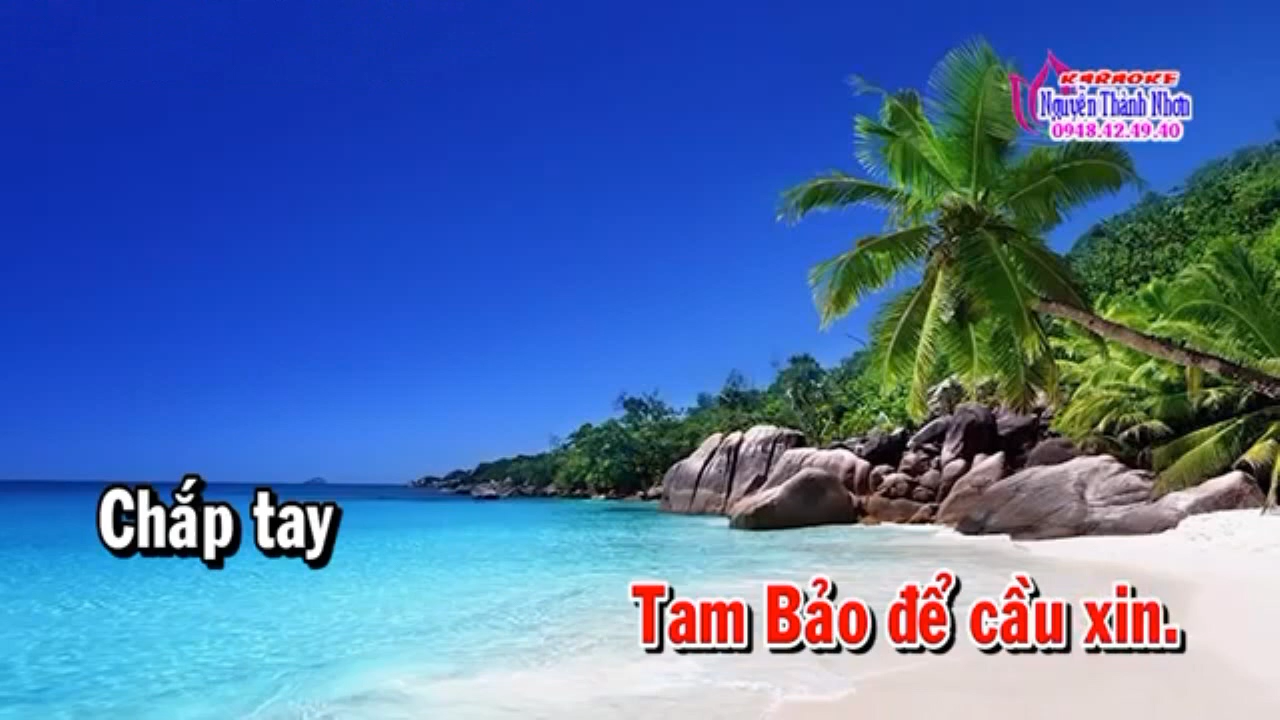 KARAOKE
Nguyễn Thành Nhơn
0948.42.49.40
Chắp tay
Tam Bảo để cầu xin.